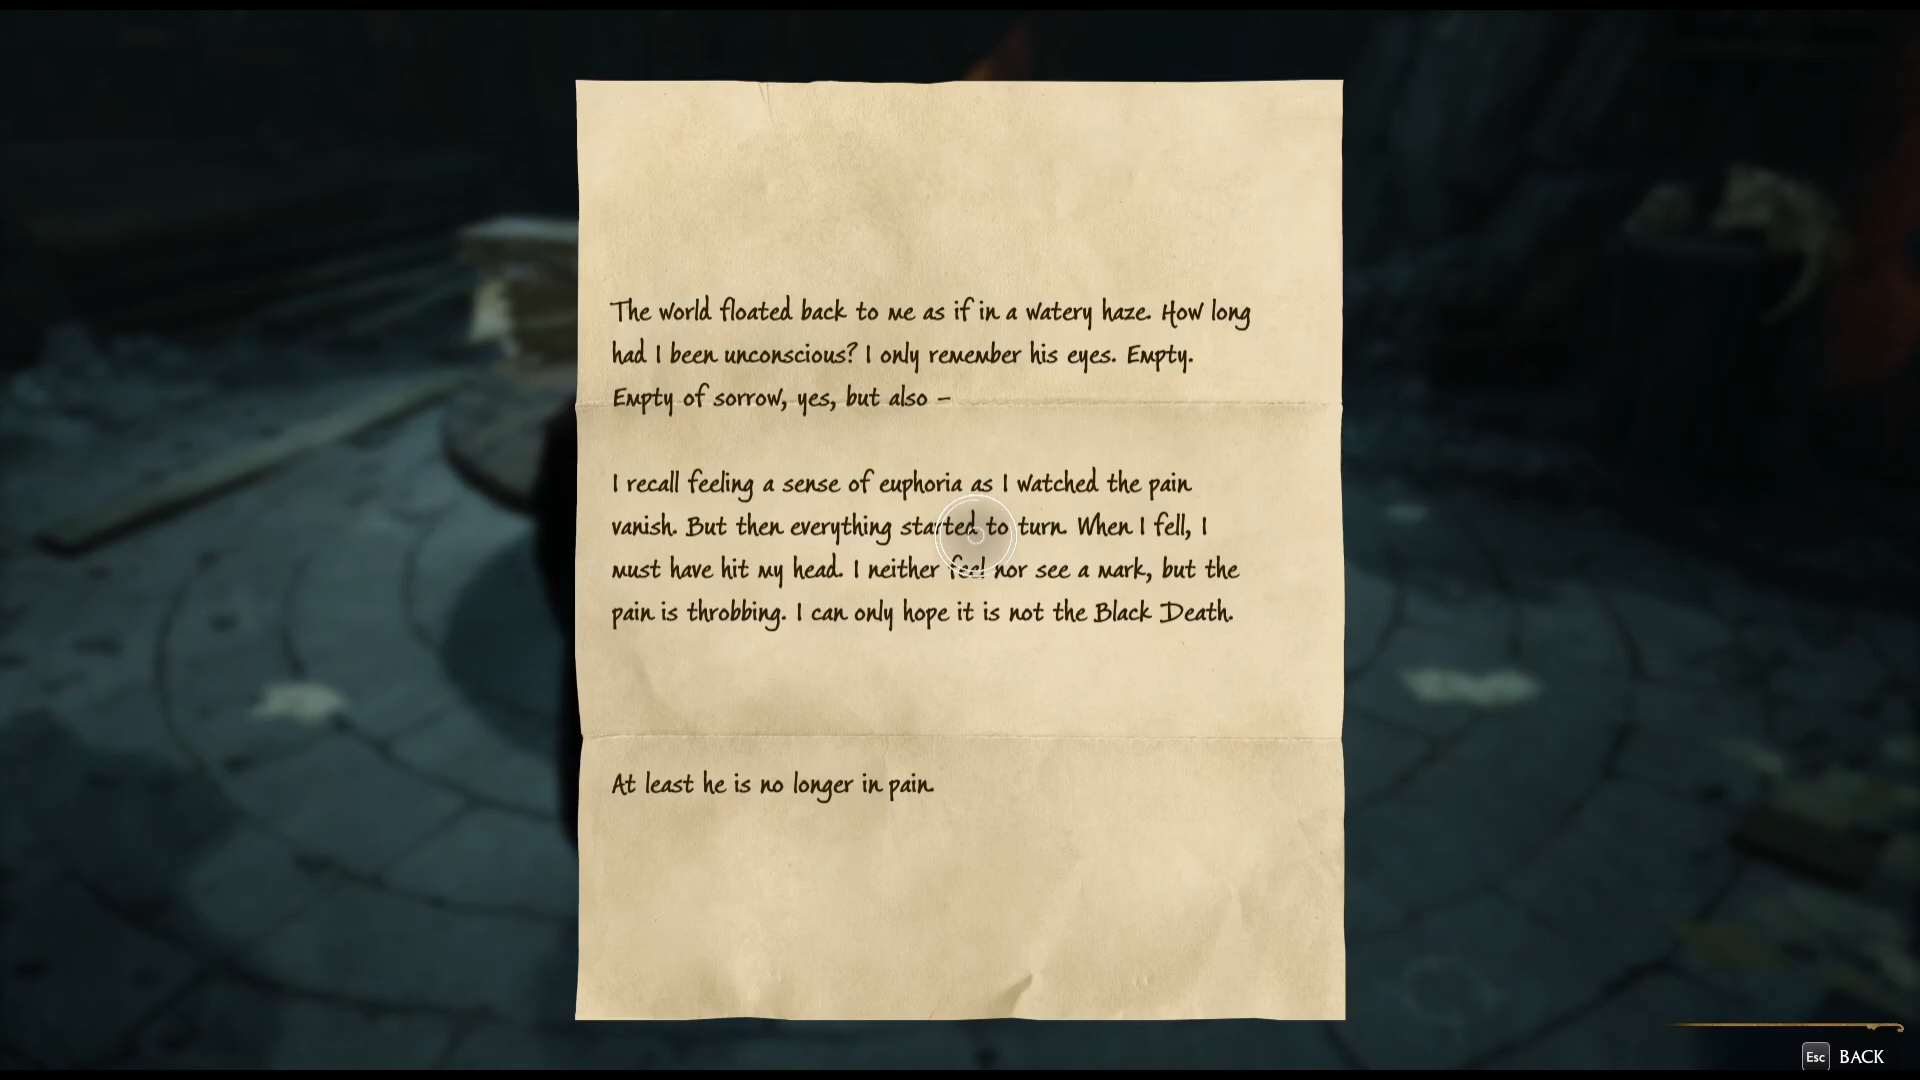 The world floated back to me as if in a watery haze. How long
had I been unconscious? I only remember his eyes. Empty.
Empty of sorrow, yes, but also –
I recall feeling a sense of euphoria as I watched the pain
vanish. But then everything started to turn. When I fell, I
must have hit my head. I neither feel nor see a mark, but the
pain is throbbing. I can only hope it is not the Black Death.
At least he is no longer in pain.
Esc BACK